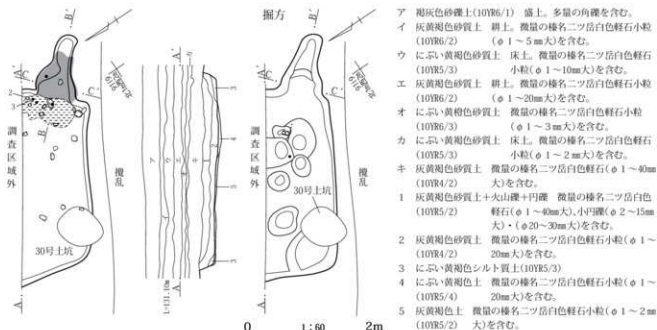 掘方
調査区域外
攪乱
30号土坑
L=131.10m
調査区域外
30号土坑
攪乱
0 1:60 2m
ア 褐灰色砂礫土(10YR6/1) 盛土。多量の角礫を含む。
イ 灰黄褐色砂質土 耕土。微量の榛名二ツ岳白色軽石小粒
(10YR6/2) (φ1～5㎜大)を含む。
ウ にぶい黄褐色砂質土 床土。微量の榛名二ツ岳白色軽石
(10YR5/3) 小粒(φ1～10㎜大)を含む。
エ 灰黄褐色砂質土 耕土。微量の榛名二ツ岳白色軽石小粒
(10YR6/2) (φ1～20㎜大)を含む。
オ にぶい黄橙色砂質土 微量の榛名二ツ岳白色軽石小粒
(10YR6/3) (φ1～3㎜大)を含む。
カ にぶい黄褐色砂質土 床土。微量の榛名二ツ岳白色軽石
(10YR5/3) 小粒(φ1～2㎜大)を含む。
キ 灰黄褐色砂質土 微量の榛名二ツ岳白色軽石(φ1～40㎜
(10YR4/2) 大)を含む。
1 灰黄褐色砂質土+火山礫+円礫 微量の榛名二ツ岳白色
(10YR5/2) 軽石(φ1～40㎜大)、小円礫(φ2～15㎜
大)・(φ20～30㎜大)を含む。
2 灰黄褐色砂質土 微量の榛名二ツ岳白色軽石小粒(φ1～
(10YR4/2) 20㎜大)を含む。
3 にぶい黄褐色シルト質土(10YR5/3)
4 にぶい黄褐色土 微量の榛名二ツ岳白色軽石小粒(φ1～
(10YR5/4) 20㎜大)を含む。
5 灰黄褐色土 微量の榛名二ツ岳白色軽石小粒(φ1～2㎜
(10YR5/2) 大)を含む。